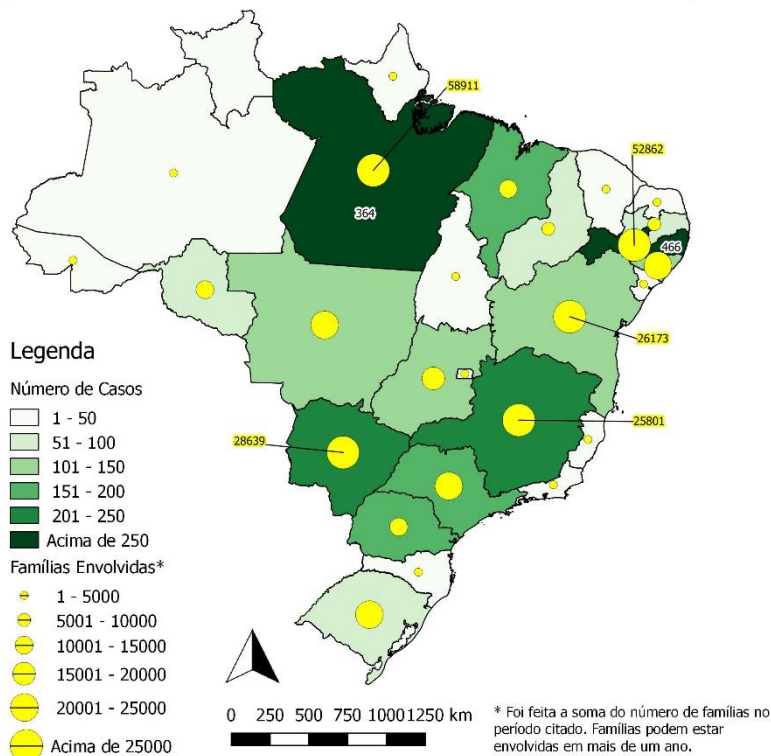 58911
52862
364
466
26173
25801
28639
Legenda
Número de Casos
1 - 50
51 - 100
101 - 150
151 - 200
201 - 250
Acima de 250
Famílias Envolvidas*
1 - 5000
5001 - 10000
10001 - 15000
15001 - 20000
20001 - 25000
Acima de 25000
0 250 500 750 1000 1250 km
* Foi feita a soma do número de famílias no
período citado. Famílias podem estar
envolvidas em mais de um ano.